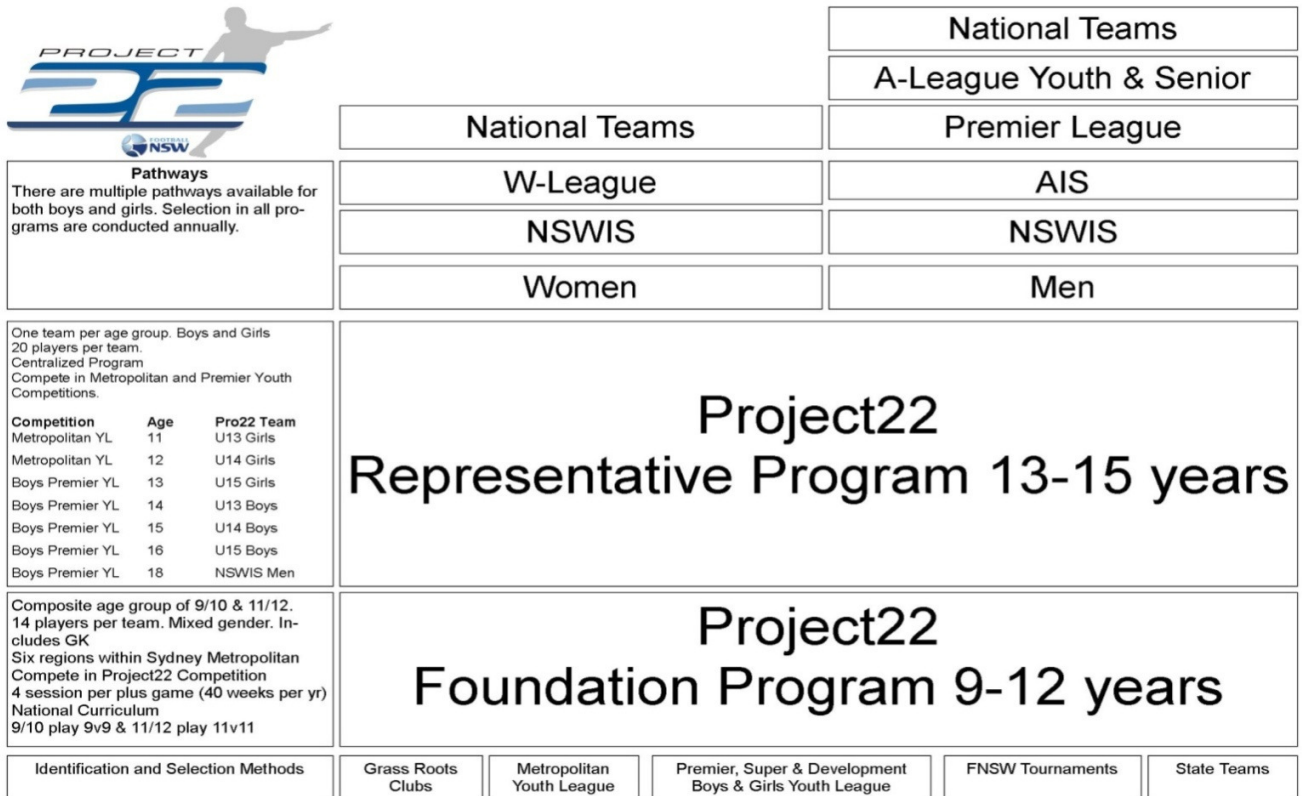 PROJECT
22
FOOTBALL
NSW
National Teams
A-League Youth & Senior
National Teams
Premier League
Pathways
There are multiple pathways available for
both boys and girls. Selection in all pro-
grams are conducted annually.
W-League
AIS
NSWIS
NSWIS
Women
Men
One team per age group. Boys and Girls
20 players per team.
Centralized Program
Compete in Metropolitan and Premier Youth
Competitions.
Competition Age Pro22 Team
Metropolitan YL 11 U13 Girls
Metropolitan YL 12 U14 Girls
Boys Premier YL 13 U15 Girls
Boys Premier YL 14 U13 Boys
Boys Premier YL 15 U14 Boys
Boys Premier YL 16 U15 Boys
Boys Premier YL 18 NSWIS Men
Project22
Representative Program 13-15 years
Composite age group of 9/10 & 11/12.
14 players per team. Mixed gender. In-
cludes GK
Six regions within Sydney Metropolitan
Compete in Project22 Competition
4 session per plus game (40 weeks per yr)
National Curriculum
9/10 play 9v9 & 11/12 play 11v11
Project22
Foundation Program 9-12 years
Identification and Selection Methods
Grass Roots
Clubs
Metropolitan
Youth League
Premier, Super & Development
Boys & Girls Youth League
FNSW Tournaments
State Teams